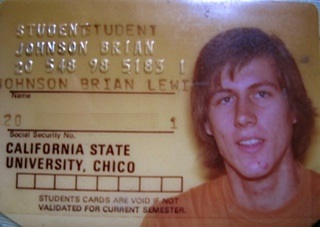 STUDENTSTUDENT
JOHNSON BRIAN
20 548 98 5183 1
JOHNSON BRIAN LEWI
Name
20 1
Social Security No.
CALIFORNIA STATE
UNIVERSITY, CHICO
STUDENTS CARDS ARE VOID IF NOT
VALIDATED FOR CURRENT SEMESTER.